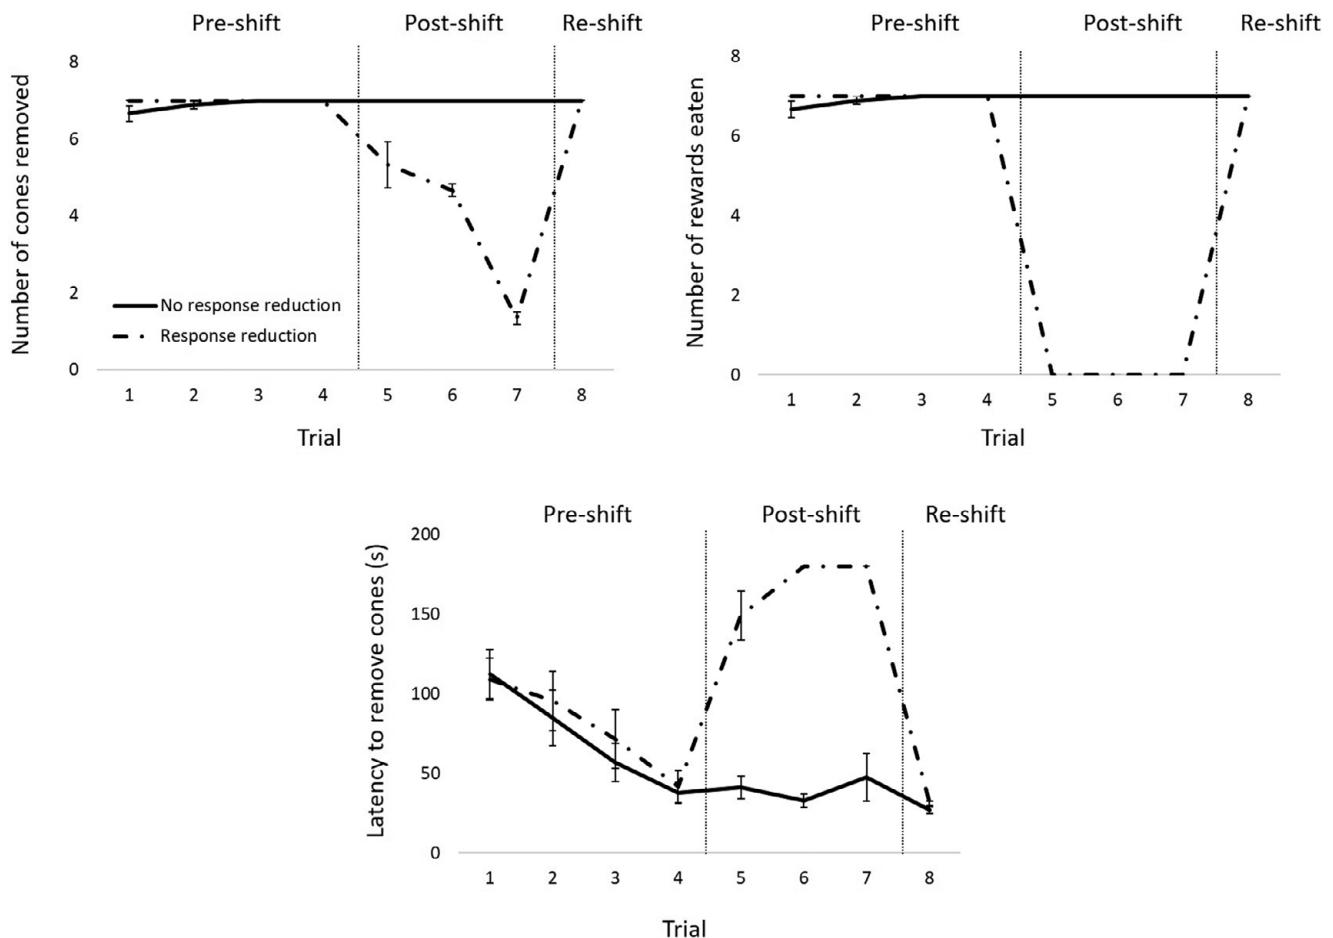 Pre-shift Post-shift Re-shift
Number of cones removed
8
6
4
2
0
No response reduction
Response reduction
1 2 3 4 5 6 7 8
Trial
Pre-shift Post-shift Re-shift
Number of rewards eaten
8
6
4
2
0
1 2 3 4 5 6 7 8
Trial
Pre-shift Post-shift Re-shift
Latency to remove cones (s)
200
150
100
50
0
1 2 3 4 5 6 7 8
Trial